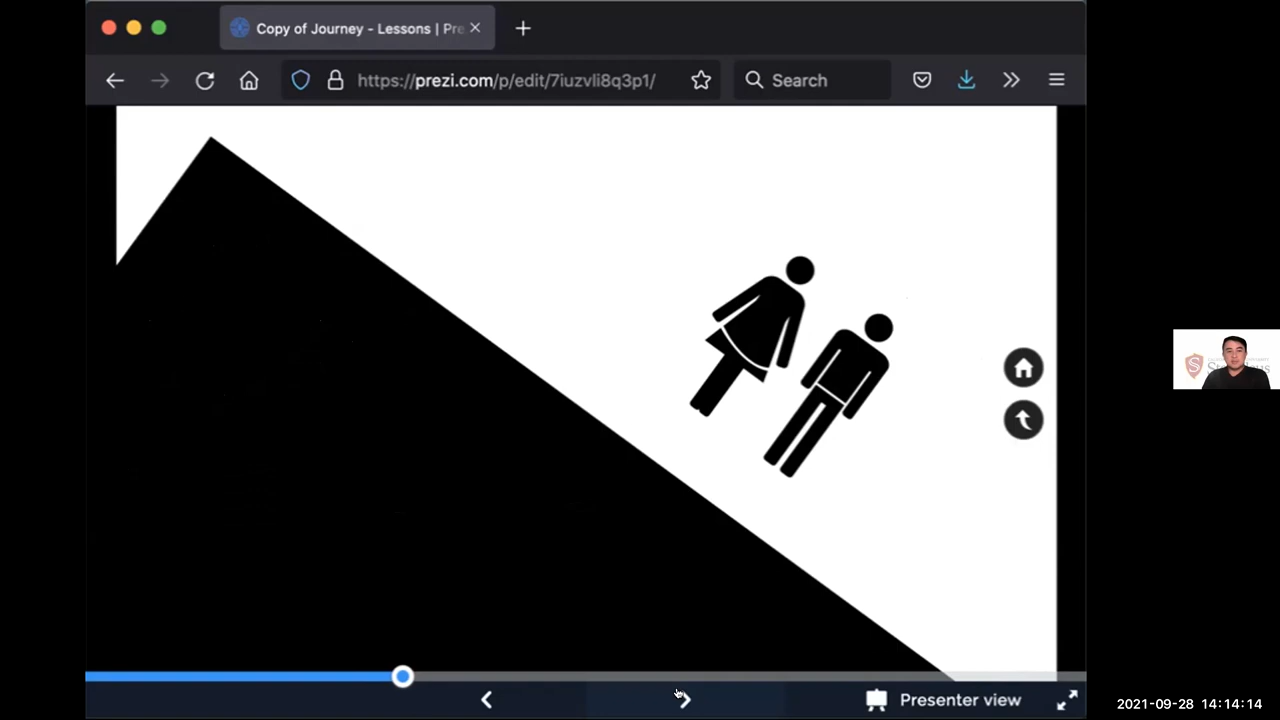 Copy of Journey - Lessons | Pre
https://prezi.com/p/edit/7iuzvli8q3p1/
Search
S
Presenter view
2021-09-28 14:14:14